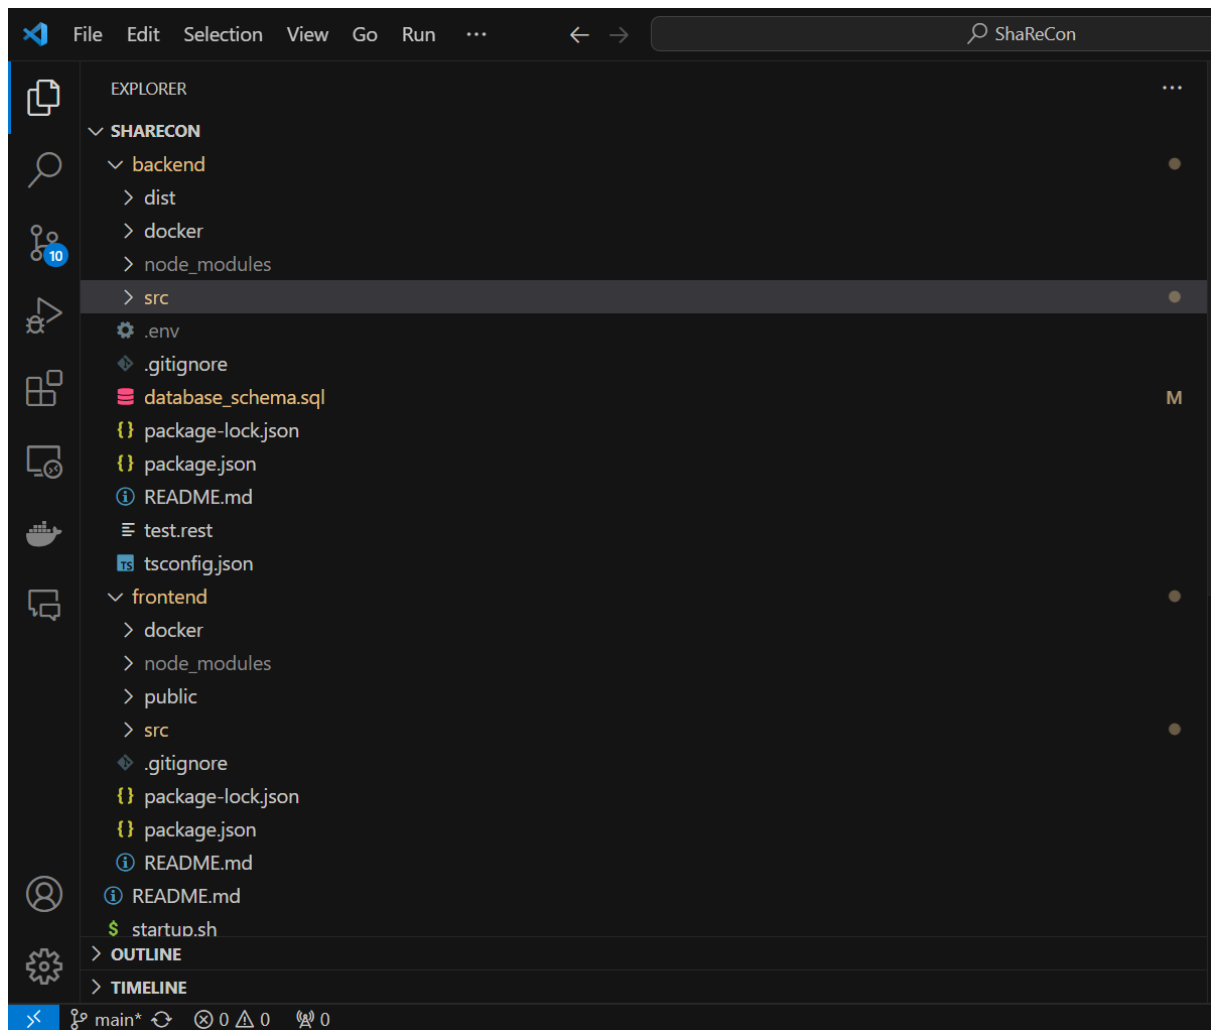 File Edit Selection View Go Run ··· ShaReCon
EXPLORER ···
SHARECON
backend
dist
docker
10
node_modules
src
.env
.gitignore
database_schema.sql M
{} package-lock.json
{} package.json
README.md
test.rest
TS tsconfig.json
frontend
docker
node_modules
public
src
.gitignore
{} package-lock.json
{} package.json
README.md
README.md
$ startup.sh
OUTLINE
TIMELINE
main* 0 0 0